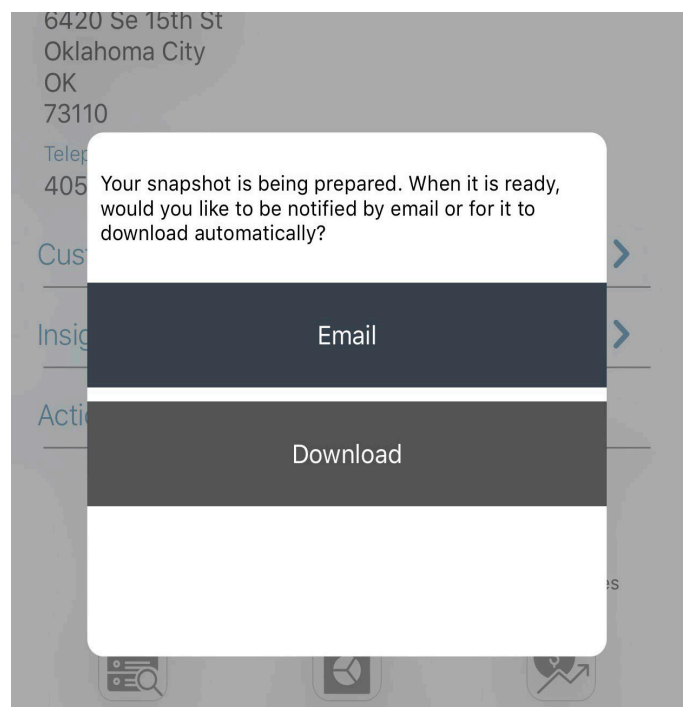 6420 Se 15th St
Oklahoma City
OK
73110
405
Your snapshot is being prepared. When it is ready,
would you like to be notified by email or for it to
download automatically?
Email
Download